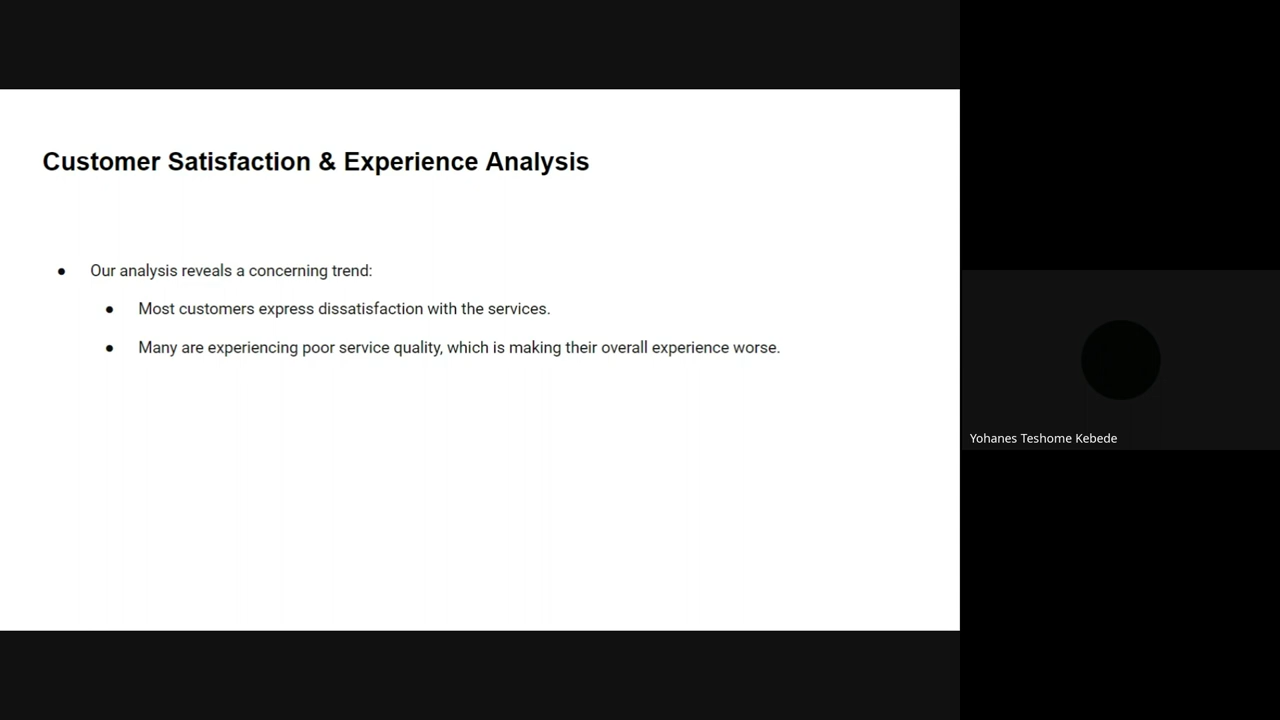 Customer Satisfaction & Experience Analysis
● Our analysis reveals a concerning trend:
● Most customers express dissatisfaction with the services.
● Many are experiencing poor service quality, which is making their overall experience worse.
Yohanes Teshome Kebede